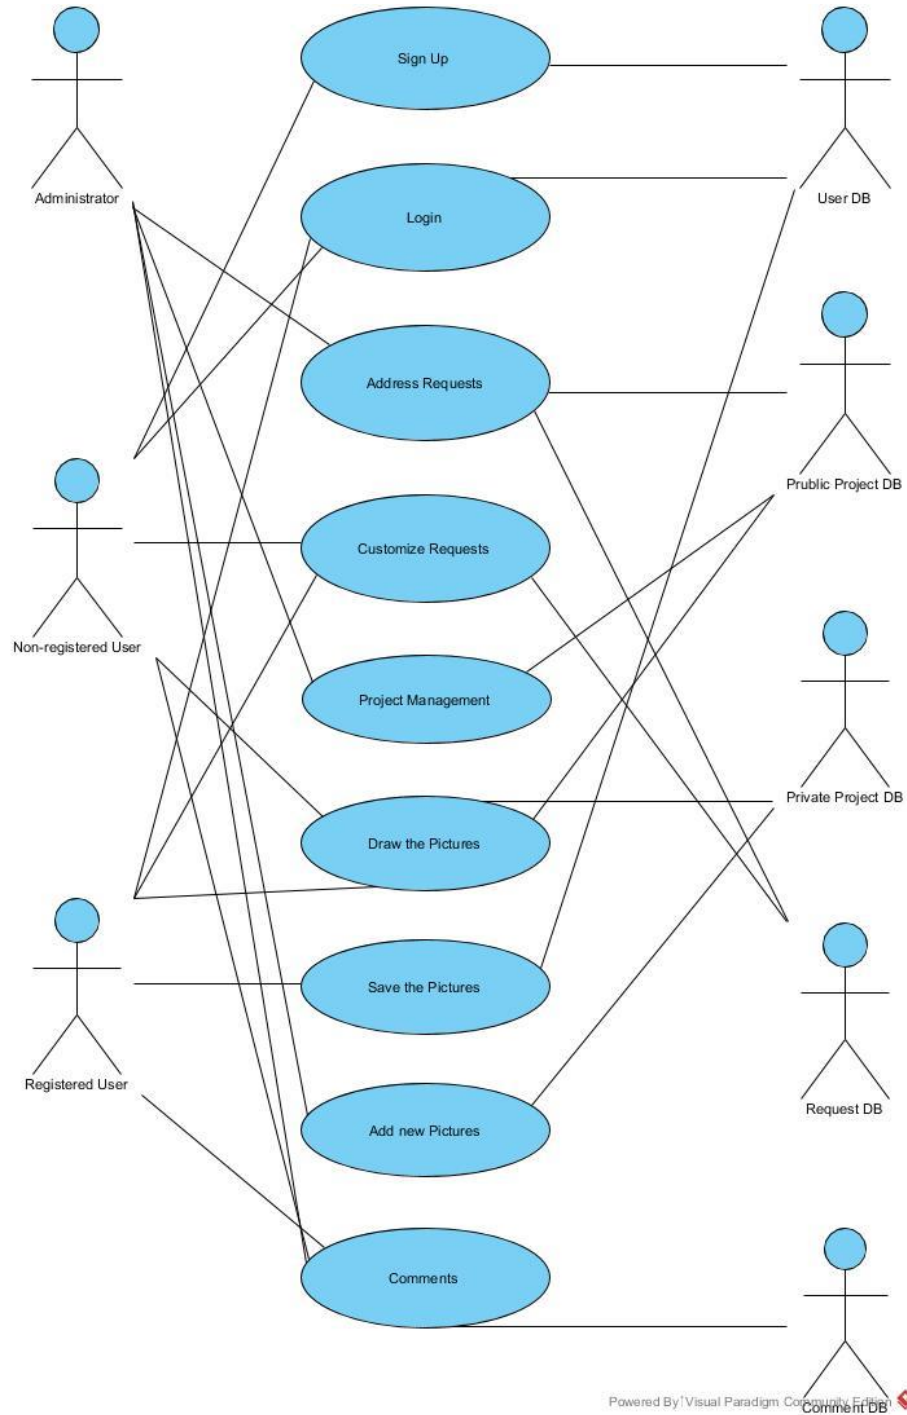 Sign Up
Administrator
User DB
Login
Address Requests
Prublic Project DB
Customize Requests
Non-registered User
Project Management
Private Project DB
Draw the Pictures
Save the Pictures
Registered User
Request DB
Add new Pictures
Comments
Powered By Visual Paradigm Community Edition
Comment DB